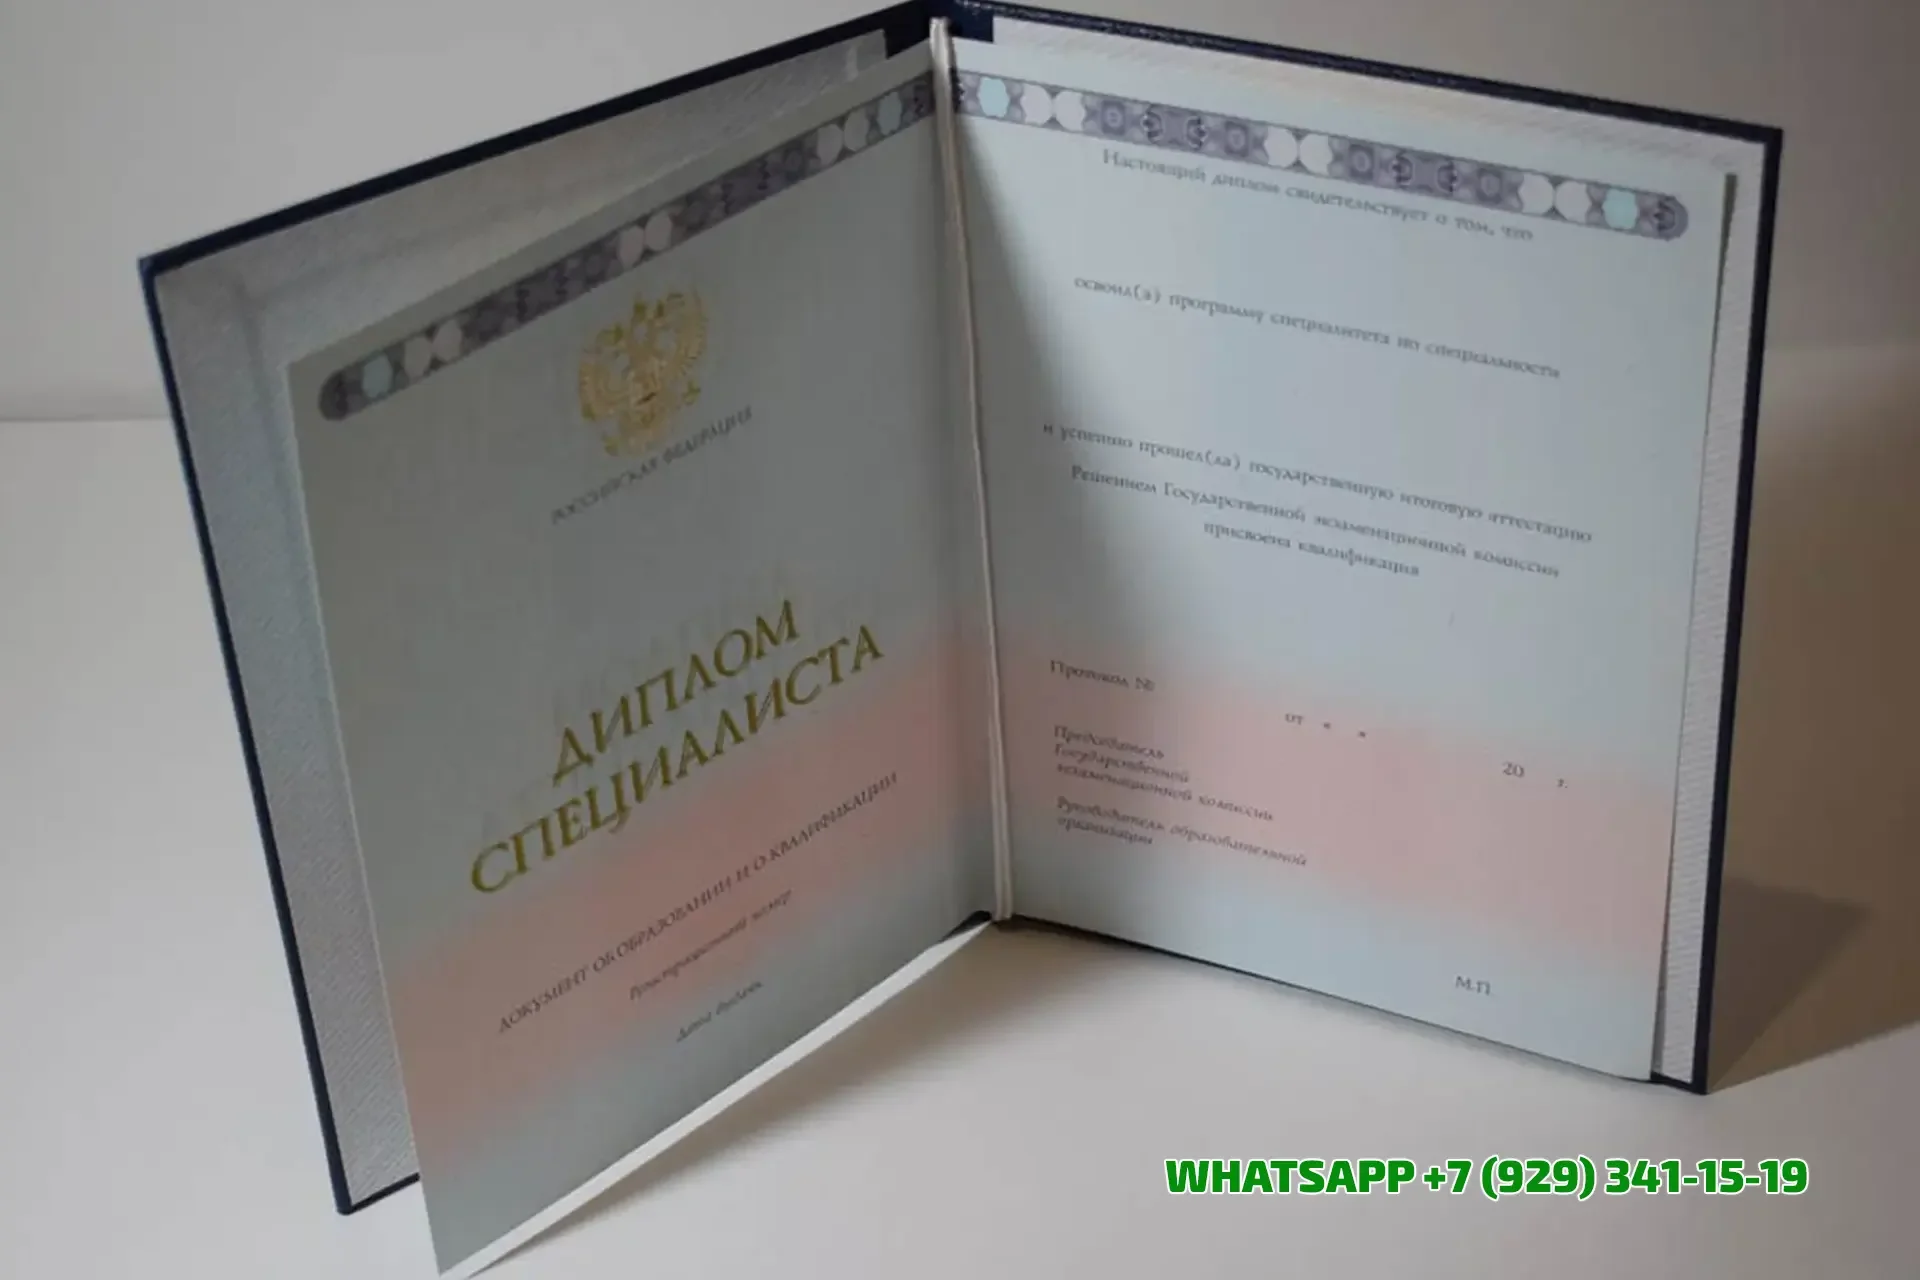 РОССИЙСКАЯ ФЕДЕРАЦИЯ
ДИПЛОМ
СПЕЦИАЛИСТА
ДОКУМЕНТ ОБ ОБРАЗОВАНИИ И О КВАЛИФИКАЦИИ
Регистрационный номер
Дата выдачи
Настоящий диплом свидетельствует о том, что
освоил(а) программу специалитета по специальности
и успешно прошел(ла) государственную итоговую аттестацию
Решением Государственной экзаменационной комиссии
присвоена квалификация
Протокол №
от « »
20 г.
Председатель
Государственной
экзаменационной комиссии
Руководитель образовательной
организации
М.П.
WHATSAPP +7 (929) 341-15-19